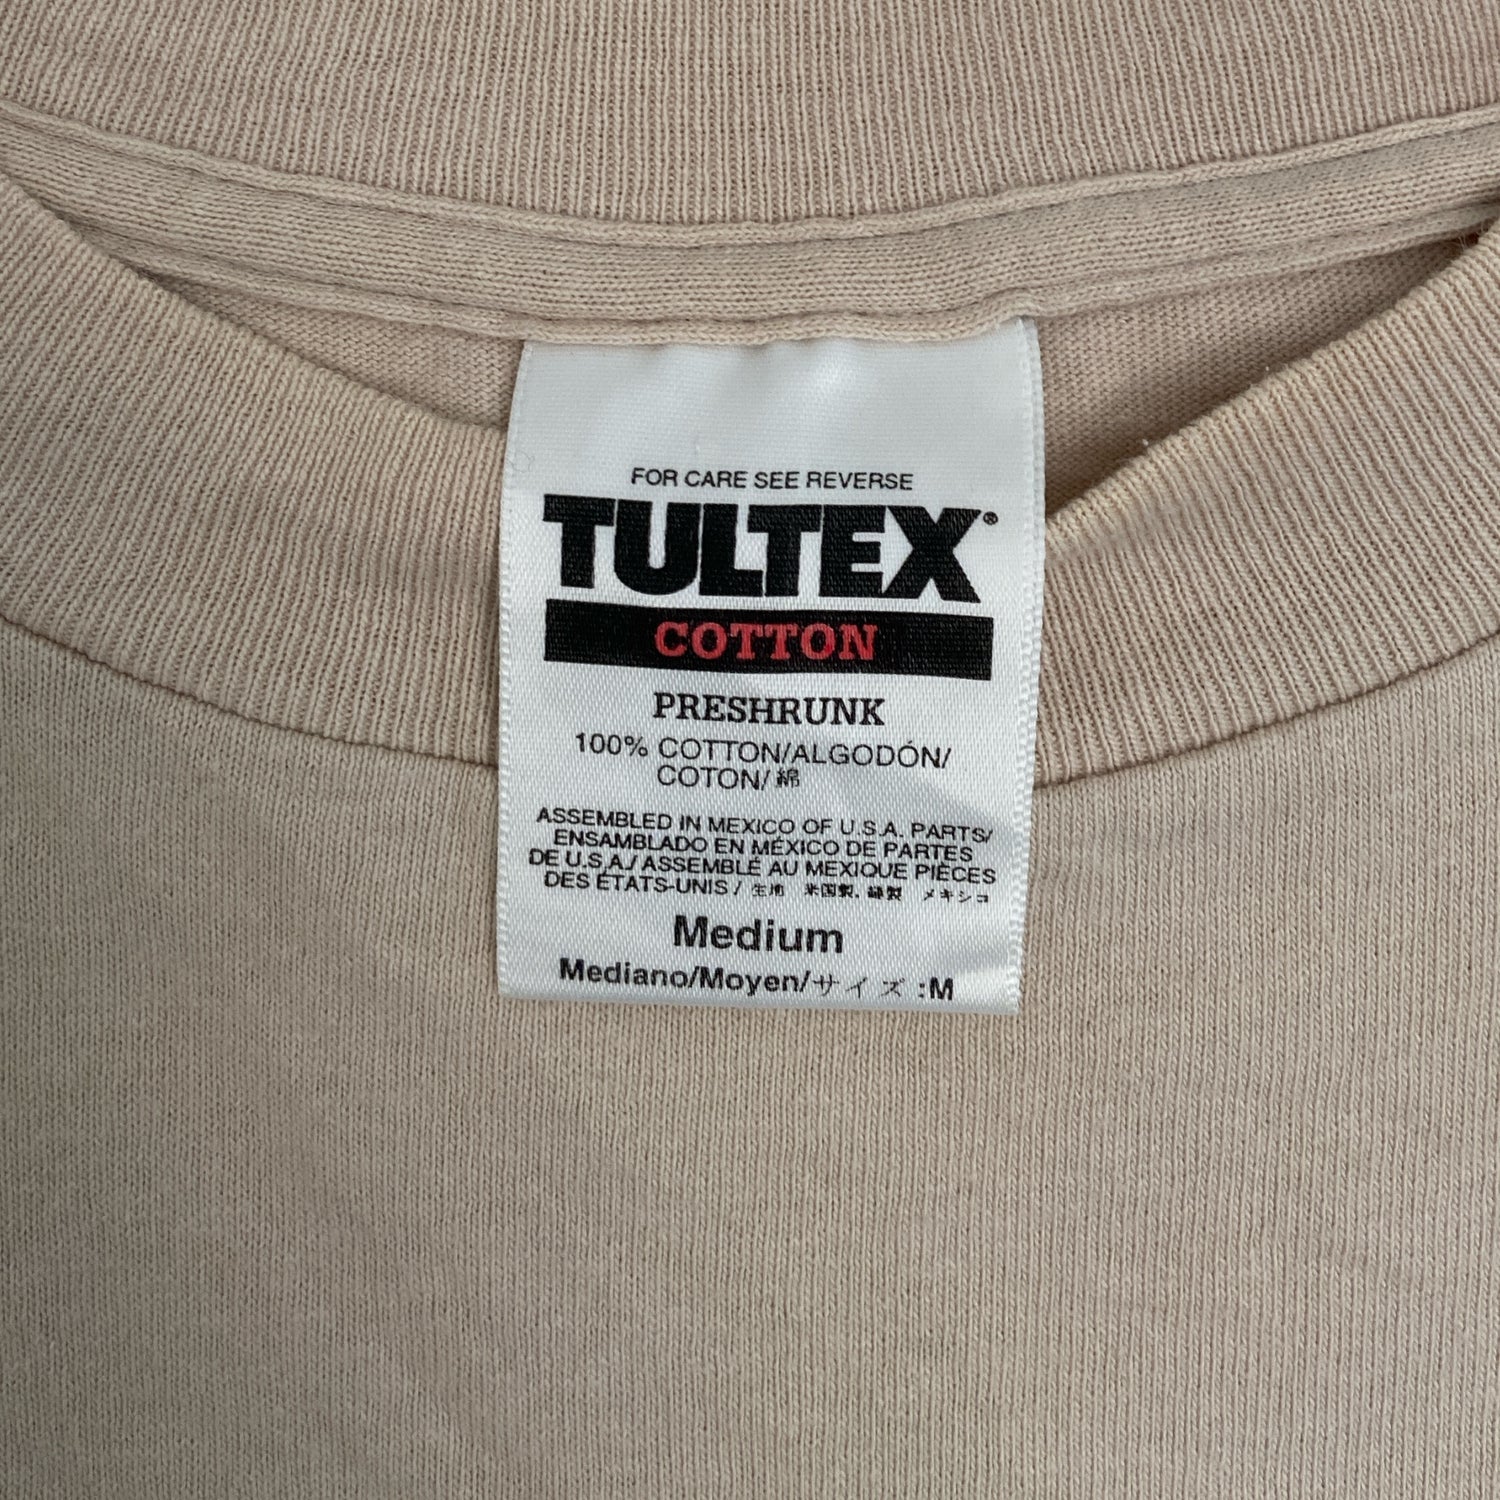 FOR CARE SEE REVERSE
TULTEX®
COTTON
PRESHRUNK
100% COTTON/ALGODÓN/
COTON/綿
ASSEMBLED IN MEXICO OF U.S.A. PARTS/
ENSAMBLADO EN MÉXICO DE PARTES
DE U.S.A./ASSEMBLÉ AU MEXIQUE PIÈCES
DES ÉTATS-UNIS/生地 米国製. 縫製 メキシコ
Medium
Mediano/Moyen/サイズ:M